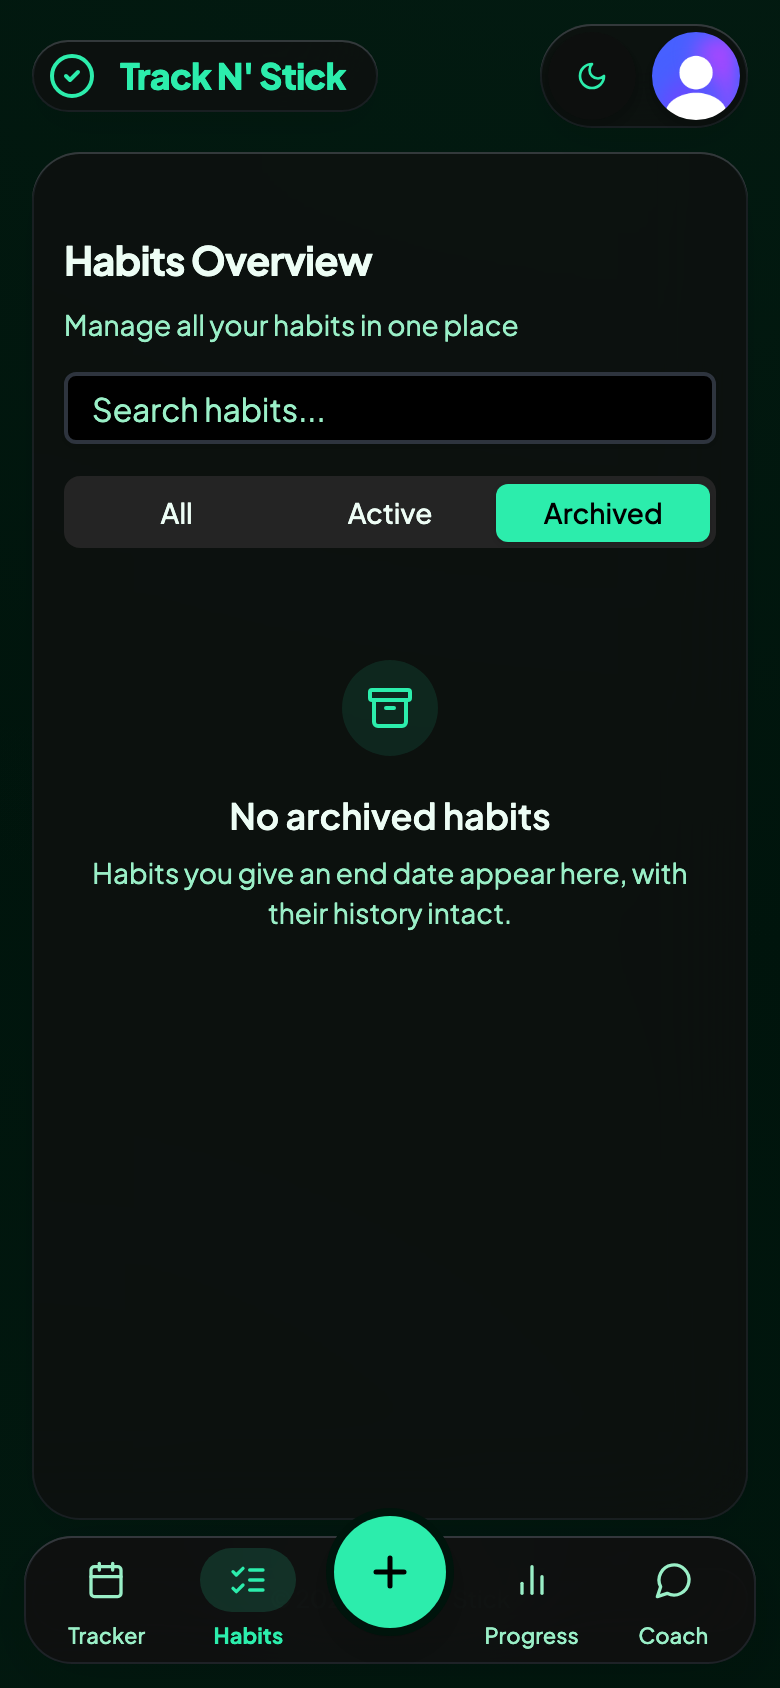 Track N' Stick
Habits Overview
Manage all your habits in one place
Search habits...
All
Active
Archived
No archived habits
Habits you give an end date appear here, with
their history intact.
Tracker
Habits
Progress
Coach